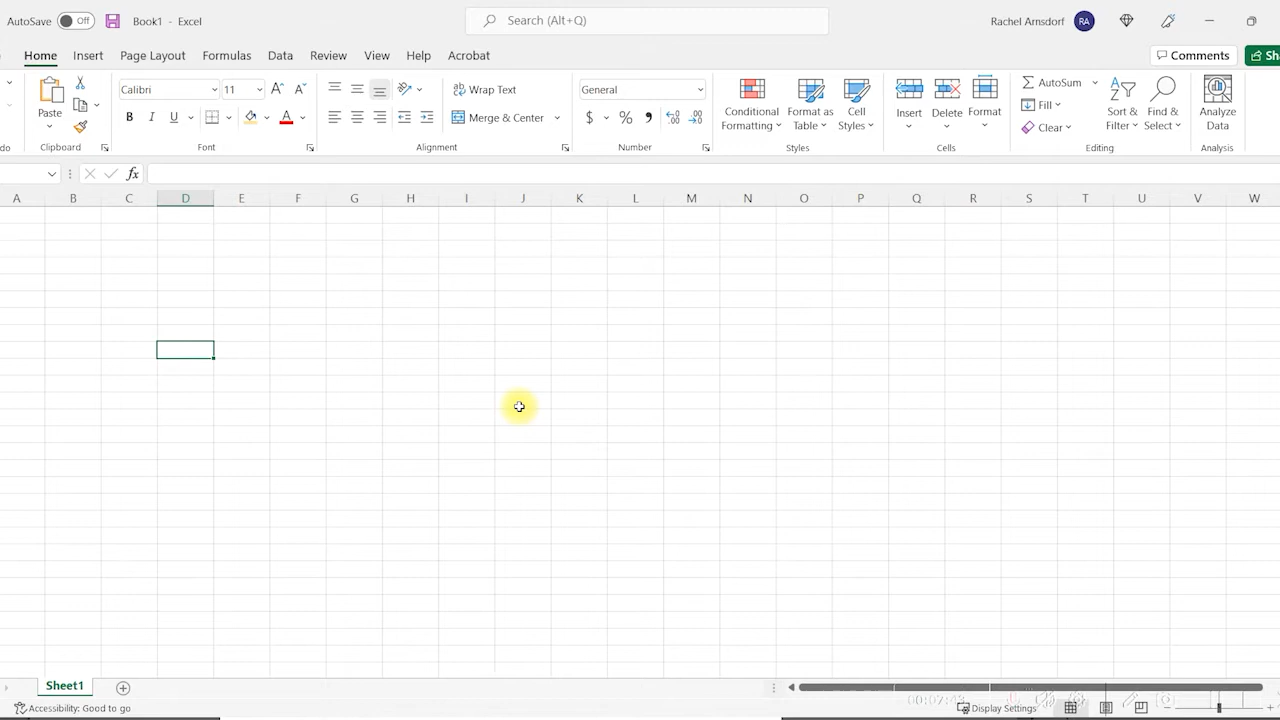 AutoSave Off Book1 - Excel Search (Alt+Q) Rachel Arnsdorf RA
Home Insert Page Layout Formulas Data Review View Help Acrobat Comments
Paste Calibri 11 Wrap Text General Conditional Formatting Format as Table Cell Styles Insert Delete Format AutoSum Sort & Filter Find & Select Analyze Data
B I U A Merge & Center $ % Fill
Clear
Clipboard Font Alignment Number Styles Cells Editing Analysis
fx
A B C D E F G H I J K L M N O P Q R S T U V W
Sheet1
Accessibility: Good to go Display Settings